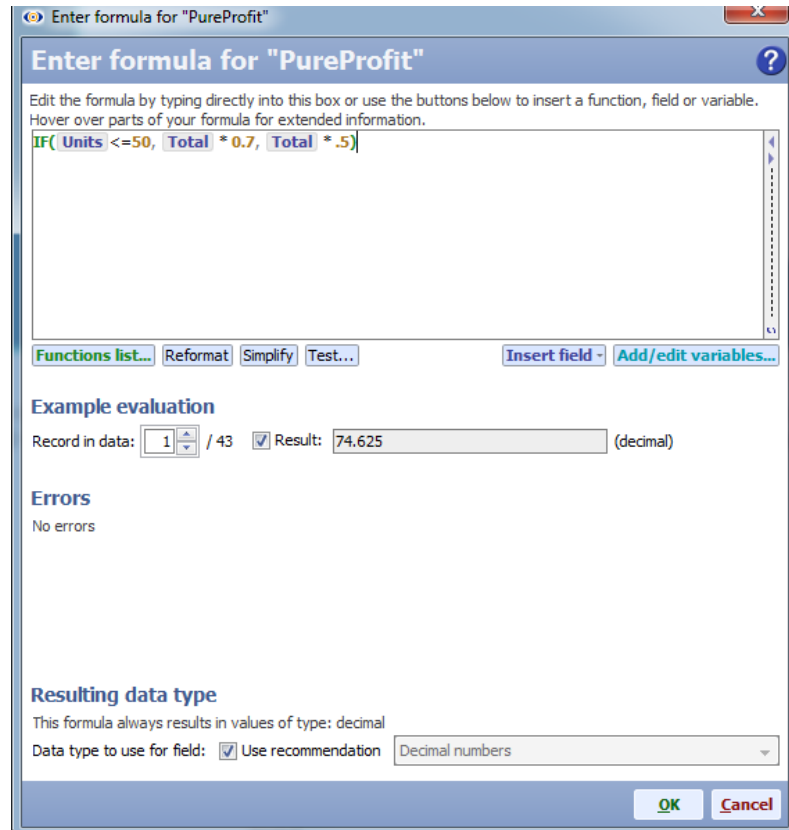 Enter formula for "PureProfit"
Enter formula for "PureProfit"
?
Edit the formula by typing directly into this box or use the buttons below to insert a function, field or variable.
Hover over parts of your formula for extended information.
IF( Units <=50, Total * 0.7, Total * .5)
Functions list... Reformat Simplify Test... Insert field Add/edit variables...
Example evaluation
Record in data: 1 / 43 Result: 74.625 (decimal)
Errors
No errors
Resulting data type
This formula always results in values of type: decimal
Data type to use for field: Use recommendation Decimal numbers
OK Cancel